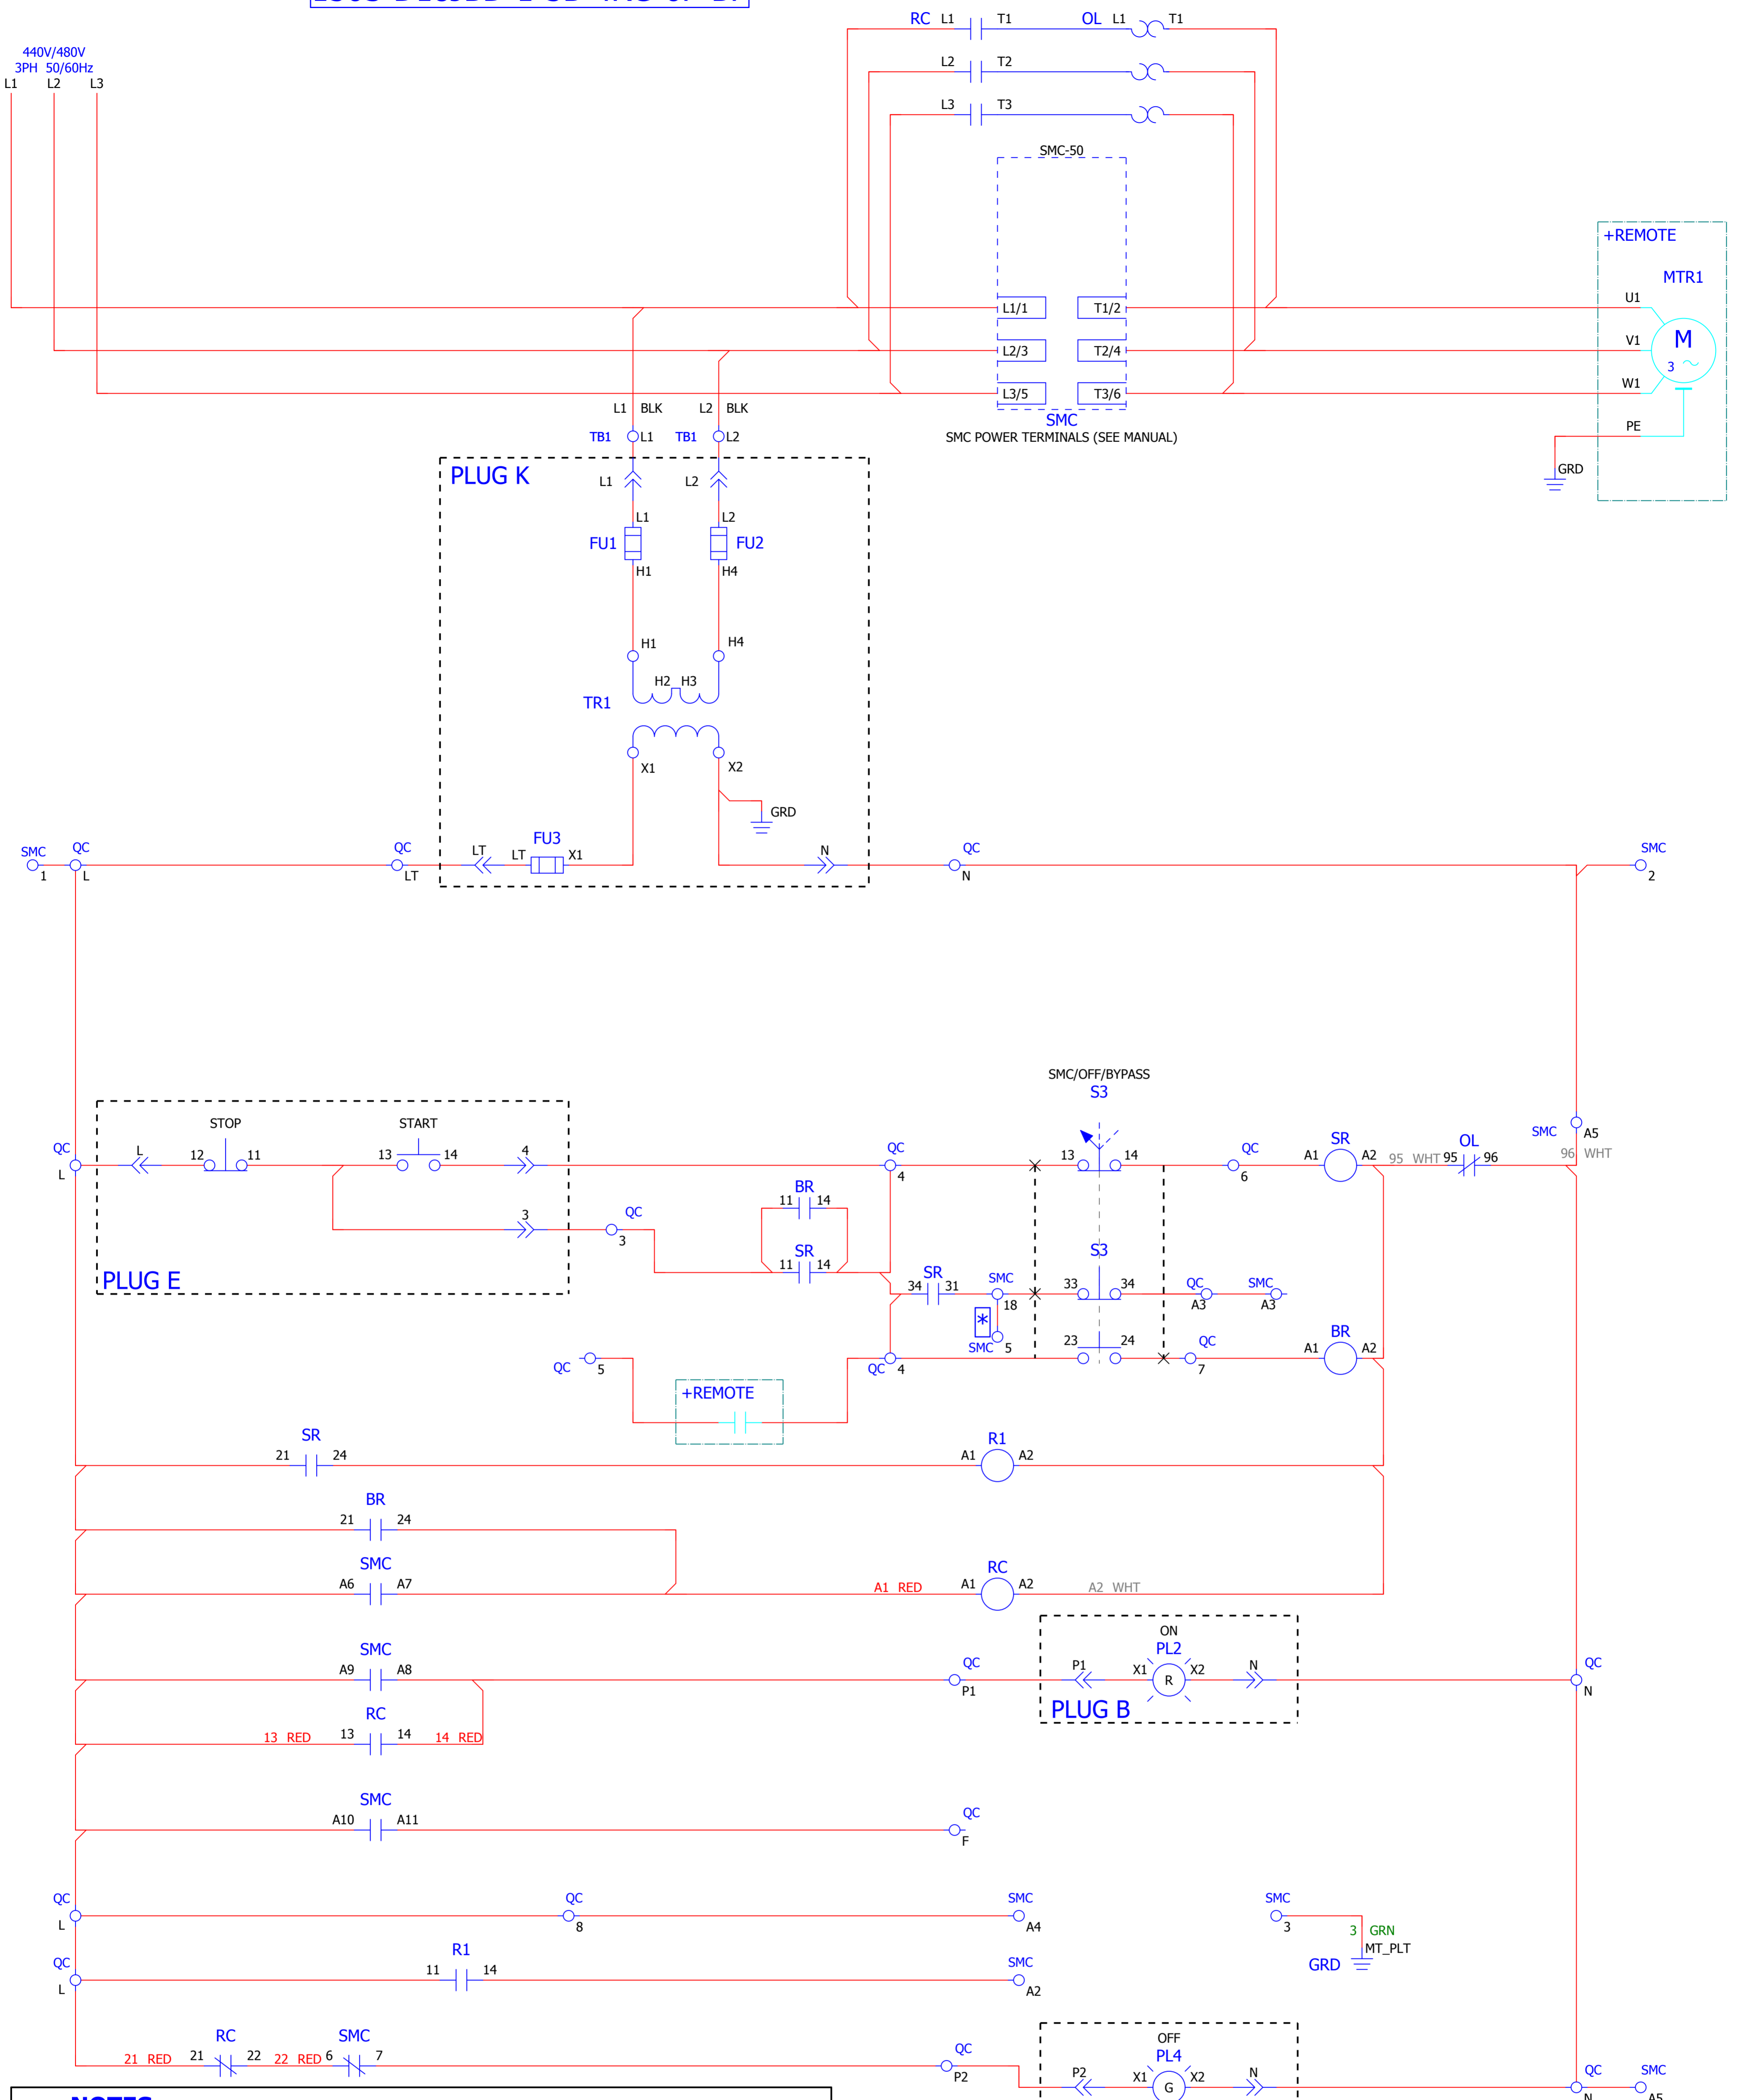 RC L1 T1 OL L1 T1
440V/480V
3PH 50/60Hz
L1 L2 L3
L2 T2
L3 T3
SMC-50
+REMOTE
MTR1
L1/1 T1/2 U1
L2/3 T2/4 V1 M
3
L3/5 T3/6 W1
L1 BLK L2 BLK
SMC
SMC POWER TERMINALS (SEE MANUAL)
PE
TB1 L1 TB1 L2
GRD
PLUG K
L1 L2
L1 L2
FU1 FU2
H1 H4
H1 H4
H2 H3
TR1
X1 X2
GRD
FU3
SMC QC QC LT LT X1 N QC SMC
1 L LT N 2
SMC/OFF/BYPASS
S3
STOP START
QC L 12 11 13 14 4 QC 13 14 QC SR OL SMC A5
A1 A2 95 WHT 95 96 96 WHT
L 4 6
BR
11 14
3 QC
3
SR
11 14
S3
PLUG E
SR
34 31 SMC 33 34 QC SMC
18 A3 A3
*
SMC 5 23 24 QC BR
A1 A2
QC 5 QC 4 7
+REMOTE
SR R1
21 24 A1 A2
BR
21 24
SMC RC
A6 A7 A1 RED A1 A2 A2 WHT
ON
SMC PL2
A9 A8 QC P1 X1 R X2 N QC
P1 N
PLUG B
RC
13 RED 13 14 14 RED
SMC
A10 A11 QC
F
QC QC SMC SMC
L 8 A4 3
3 GRN
MT_PLT
GRD
R1
QC 11 14 SMC
L A2
OFF
RC SMC PL4
21 RED 21 22 22 RED 6 7 QC
P2 P2 X1 G X2 N QC SMC
N A5